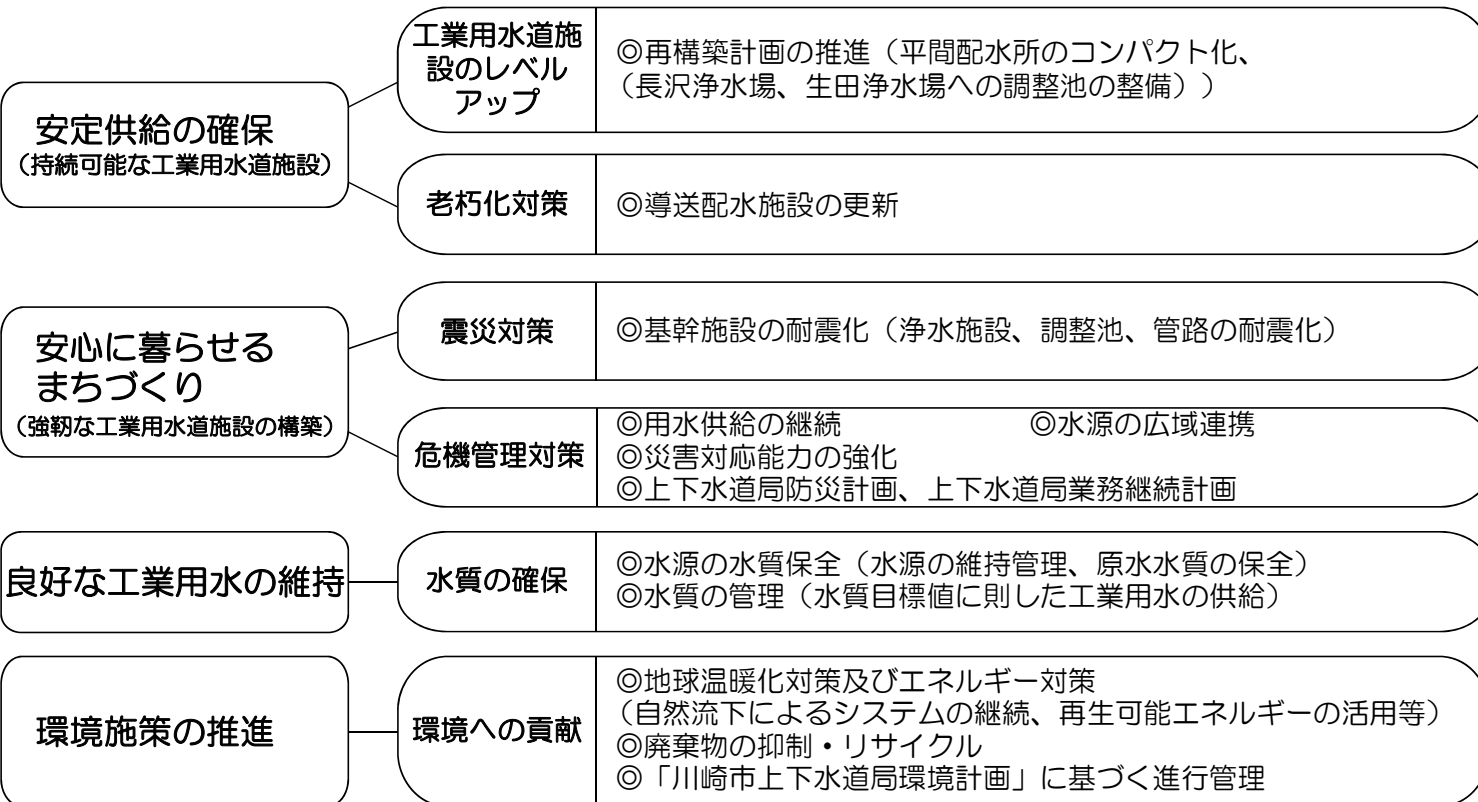 安定供給の確保
(持続可能な工業用水道施設)
工業用水道施
設のレベル
アップ
◎再構築計画の推進(平間配水所のコンパクト化、
(長沢浄水場、生田浄水場への調整池の整備))
老朽化対策
◎導送配水施設の更新
安心に暮らせる
まちづくり
(強靭な工業用水道施設の構築)
震災対策
◎基幹施設の耐震化(浄水施設、調整池、管路の耐震化)
危機管理対策
◎用水供給の継続 ◎水源の広域連携
◎災害対応能力の強化
◎上下水道局防災計画、上下水道局業務継続計画
良好な工業用水の維持
水質の確保
◎水源の水質保全(水源の維持管理、原水水質の保全)
◎水質の管理(水質目標値に則した工業用水の供給)
環境施策の推進
環境への貢献
◎地球温暖化対策及びエネルギー対策
(自然流下によるシステムの継続、再生可能エネルギーの活用等)
◎廃棄物の抑制・リサイクル
◎「川崎市上下水道局環境計画」に基づく進行管理